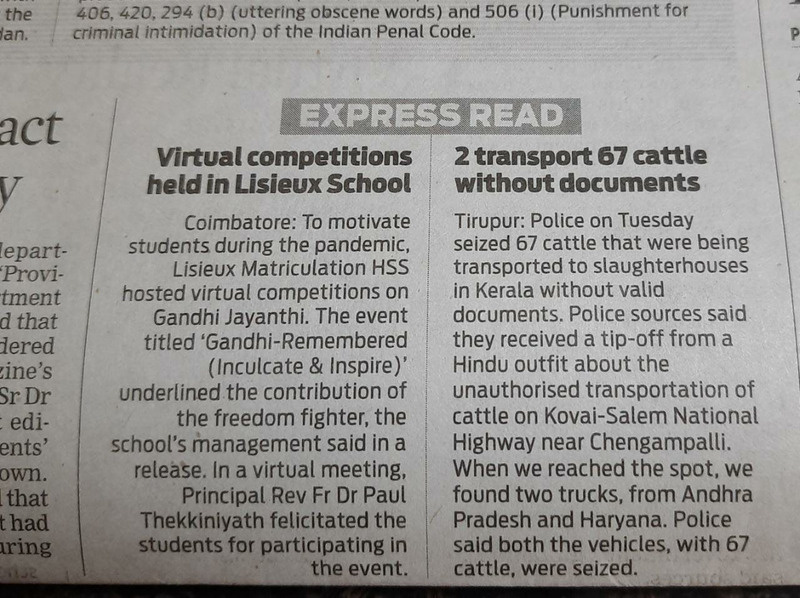 the
dan.
406, 420, 294 (b) (uttering obscene words) and 506 (i) (Punishment for
criminal intimidation) of the Indian Penal Code.
act
y
depart-
'Provi-
rtment
d that
dered
zine's
Sr Dr
edi-
ents'
own.
that
t had
uring
EXPRESS READ
Virtual competitions
held in Lisieux School
Coimbatore: To motivate
students during the pandemic,
Lisieux Matriculation HSS
hosted virtual competitions on
Gandhi Jayanthi. The event
titled 'Gandhi-Remembered
(Inculcate & Inspire)'
underlined the contribution of
the freedom fighter, the
school's management said in a
release. In a virtual meeting,
Principal Rev Fr Dr Paul
Thekkiniyath felicitated the
students for participating in
the event.
2 transport 67 cattle
without documents
Tirupur: Police on Tuesday
seized 67 cattle that were being
transported to slaughterhouses
in Kerala without valid
documents. Police sources said
they received a tip-off from a
Hindu outfit about the
unauthorised transportation of
cattle on Kovai-Salem National
Highway near Chengampalli.
When we reached the spot, we
found two trucks, from Andhra
Pradesh and Haryana. Police
said both the vehicles, with 67
cattle, were seized.